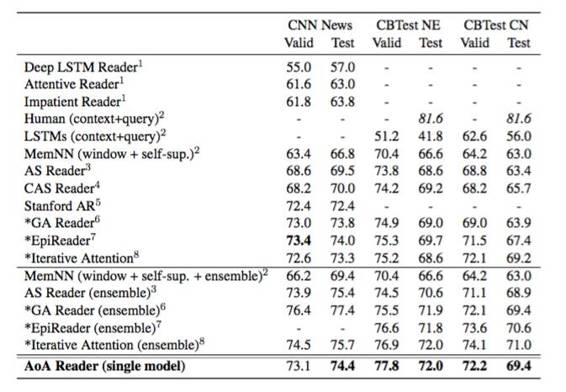 CNN News CBTest NE CBTest CN
Valid Test Valid Test Valid Test
Deep LSTM Reader¹ 55.0 57.0 - - - -
Attentive Reader¹ 61.6 63.0 - - - -
Impatient Reader¹ 61.8 63.8 - - - -
Human (context+query)² - - - 81.6 - 81.6
LSTMs (context+query)² - - 51.2 41.8 62.6 56.0
MemNN (window + self-sup.)² 63.4 66.8 70.4 66.6 64.2 63.0
AS Reader³ 68.6 69.5 73.8 68.6 68.8 63.4
CAS Reader⁴ 68.2 70.0 74.2 69.2 68.2 65.7
Stanford AR⁵ 72.4 72.4 - - - -
*GA Reader⁶ 73.0 73.8 74.9 69.0 69.0 63.9
*EpiReader⁷ 73.4 74.0 75.3 69.7 71.5 67.4
*Iterative Attention⁸ 72.6 73.3 75.2 68.6 72.1 69.2
MemNN (window + self-sup. + ensemble)² 66.2 69.4 70.4 66.6 64.2 63.0
AS Reader (ensemble)³ 73.9 75.4 74.5 70.6 71.1 68.9
*GA Reader (ensemble)⁶ 76.4 77.4 75.5 71.9 72.1 69.4
*EpiReader (ensemble)⁷ - - 76.6 71.8 73.6 70.6
*Iterative Attention (ensemble)⁸ 74.5 75.7 76.9 72.0 74.1 71.0
AoA Reader (single model) 73.1 74.4 77.8 72.0 72.2 69.4